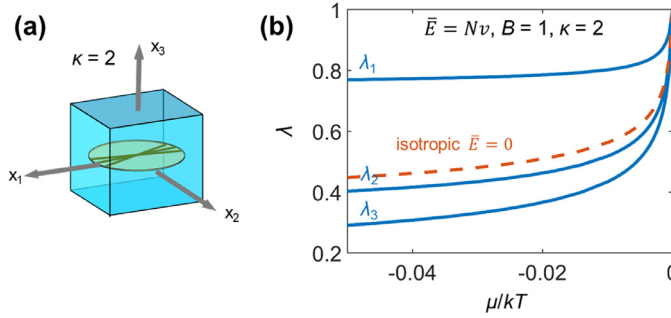 (a)
κ = 2
x₃
x₁
x₂
(b)
Ē = Nv, B = 1, κ = 2
λ₁
isotropic Ē = 0
λ₂
λ₃
λ
1
0.8
0.6
0.4
0.2
-0.04
-0.02
0
μ/kT